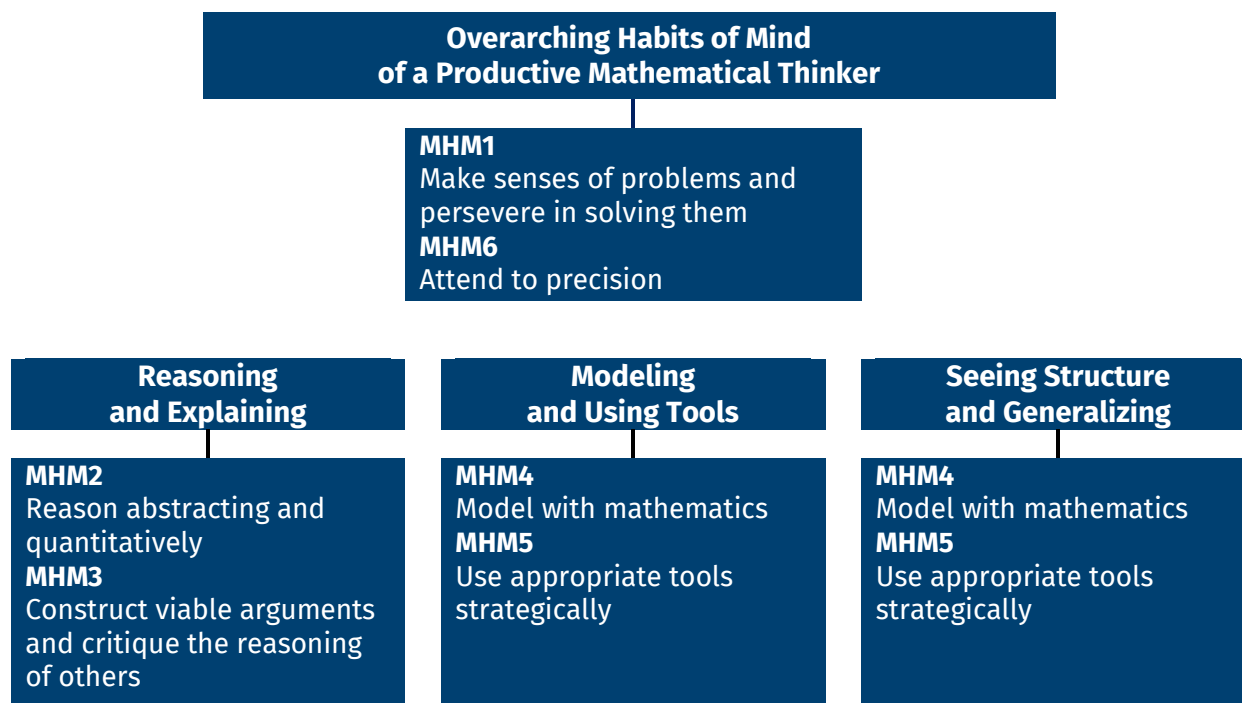 Overarching Habits of Mind
of a Productive Mathematical Thinker
MHM1
Make senses of problems and
persevere in solving them
MHM6
Attend to precision
Reasoning
and Explaining
MHM2
Reason abstracting and
quantitatively
MHM3
Construct viable arguments
and critique the reasoning
of others
Modeling
and Using Tools
MHM4
Model with mathematics
MHM5
Use appropriate tools
strategically
Seeing Structure
and Generalizing
MHM4
Model with mathematics
MHM5
Use appropriate tools
strategically